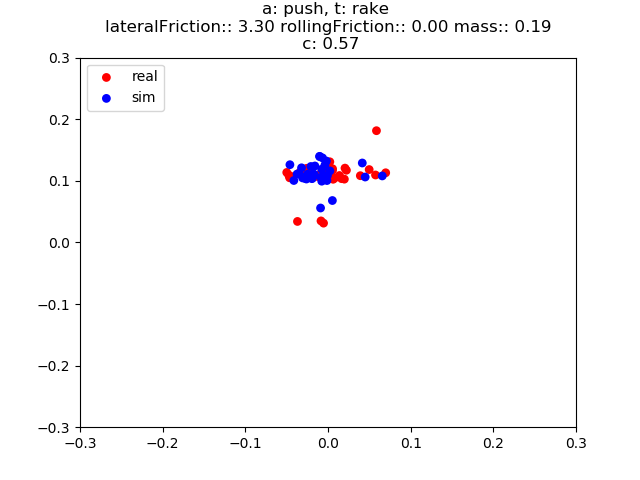 a: push, t: rake
lateralFriction:: 3.30 rollingFriction:: 0.00 mass:: 0.19
c: 0.57
real
sim
0.3
0.2
0.1
0.0
−0.1
−0.2
−0.3
−0.3
−0.2
−0.1
0.0
0.1
0.2
0.3